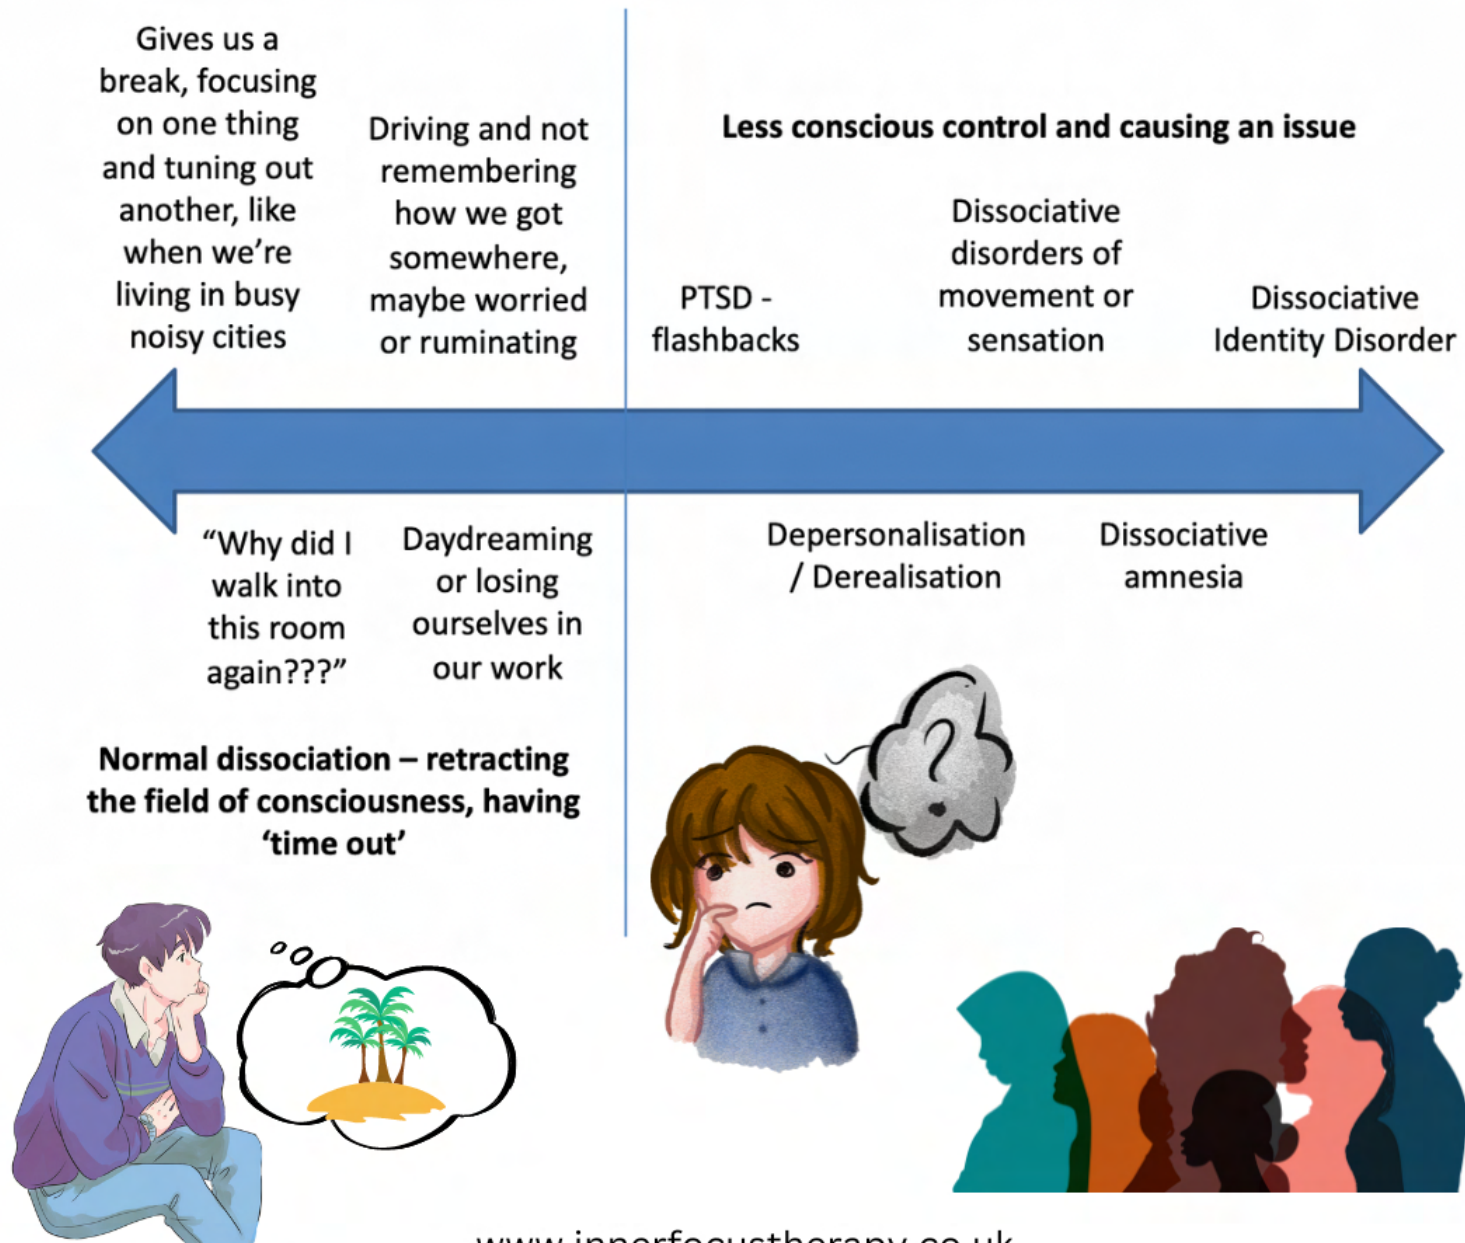 Gives us a
break, focusing
on one thing
and tuning out
another, like
when we’re
living in busy
noisy cities
Driving and not
remembering
how we got
somewhere,
maybe worried
or ruminating
Less conscious control and causing an issue
PTSD -
flashbacks
Dissociative
disorders of
movement or
sensation
Dissociative
Identity Disorder
“Why did I
walk into
this room
again???”
Daydreaming
or losing
ourselves in
our work
Depersonalisation
/ Derealisation
Dissociative
amnesia
Normal dissociation – retracting
the field of consciousness, having
‘time out’
?
www.innerfocustherapy.co.uk